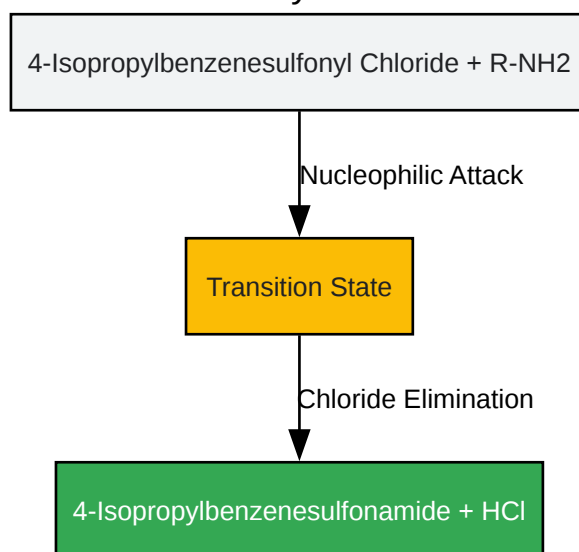 4-Isopropylbenzenesulfonyl Chloride + R-NH2
Nucleophilic Attack
Transition State
Chloride Elimination
4-Isopropylbenzenesulfonamide + HCl